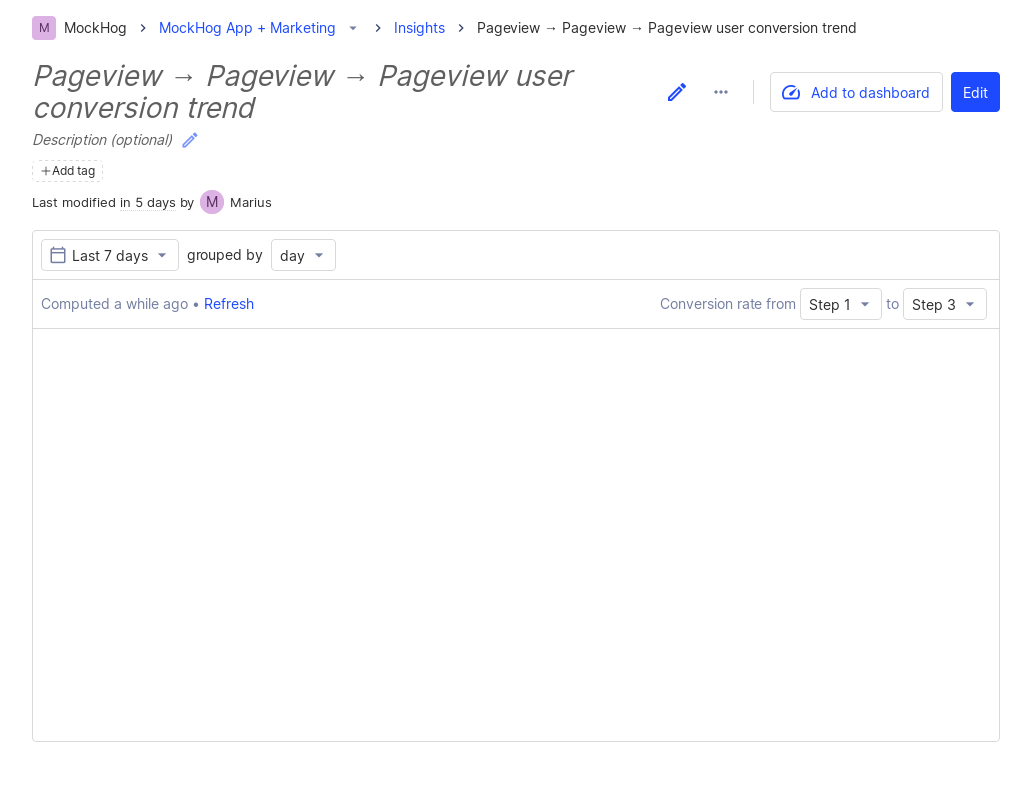 M MockHog > MockHog App + Marketing > Insights > Pageview → Pageview → Pageview user conversion trend
Pageview → Pageview → Pageview user
conversion trend
Add to dashboard Edit
Description (optional)
+Add tag
Last modified in 5 days by M Marius
Last 7 days grouped by day
Computed a while ago • Refresh Conversion rate from Step 1 to Step 3